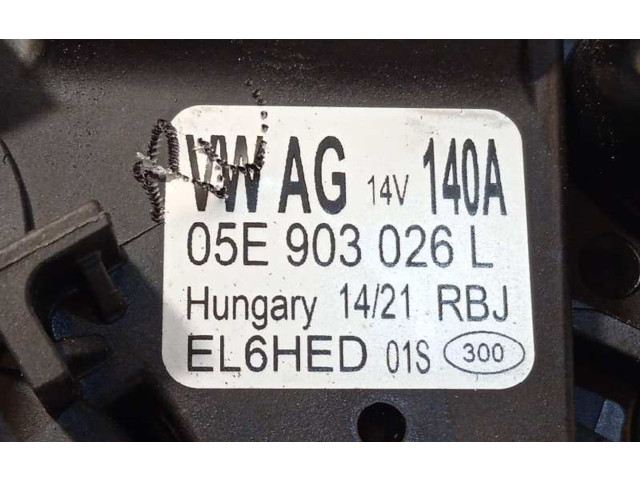 VW AG 14V 140A
05E 903 026 L
Hungary 14/21 RBJ
EL6HED 01S 300